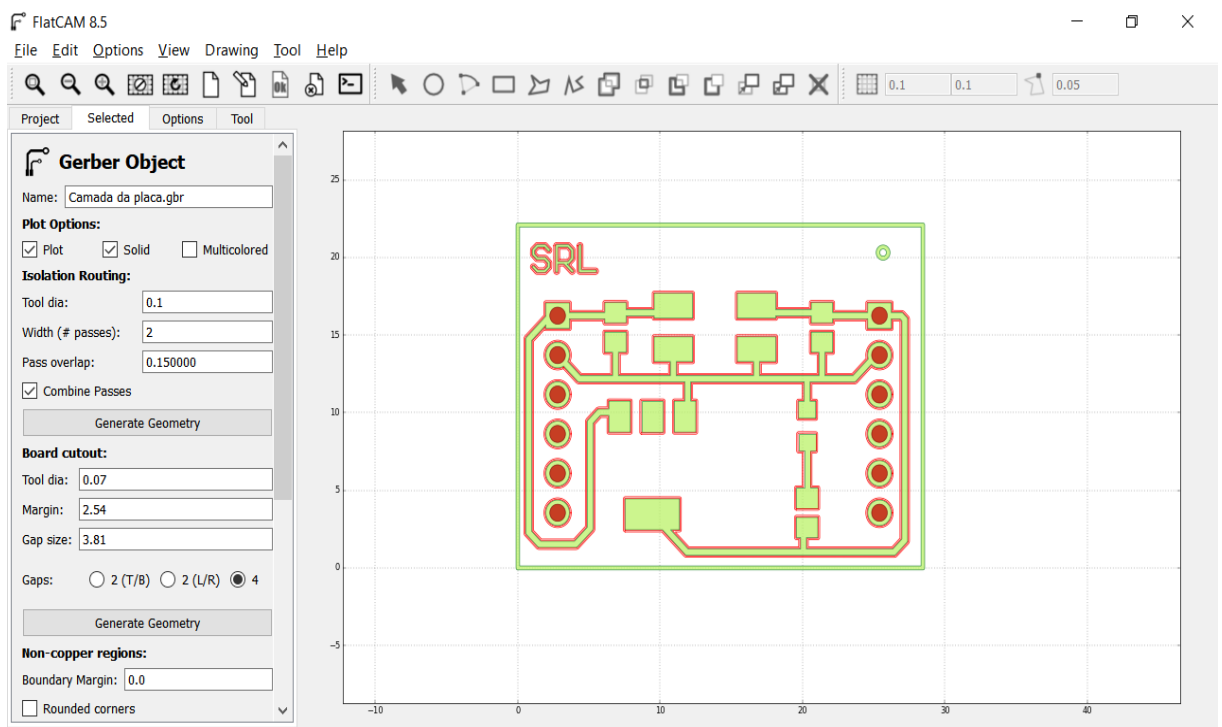 FlatCAM 8.5
File Edit Options View Drawing Tool Help
ok 0.1 0.1 0.05
Project Selected Options Tool
Gerber Object
Name: Camada da placa.gbr
Plot Options:
Plot Solid Multicolored
Isolation Routing:
Tool dia: 0.1
Width (# passes): 2
Pass overlap: 0.150000
Combine Passes
Generate Geometry
Board cutout:
Tool dia: 0.07
Margin: 2.54
Gap size: 3.81
Gaps: 2 (T/B) 2 (L/R) 4
Generate Geometry
Non-copper regions:
Boundary Margin: 0.0
Rounded corners
25
20
15
10
5
0
−5
−10 0 10 20 30 40
SRL